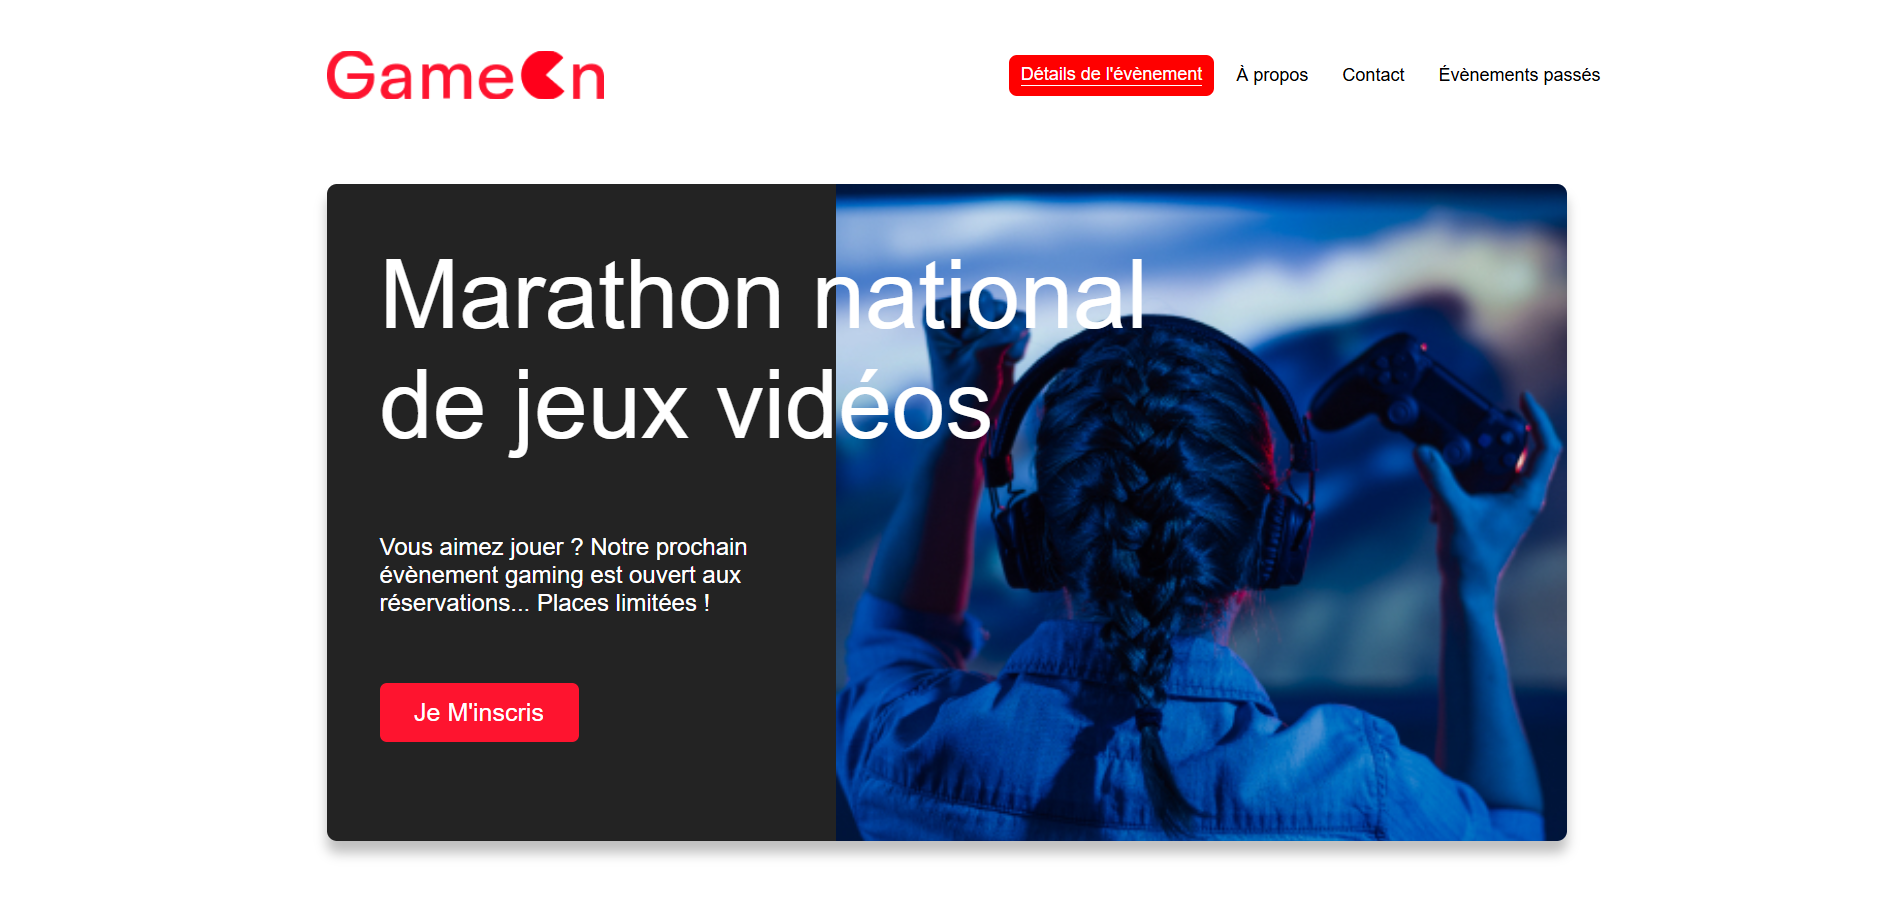 GameOn
Détails de l'évènement
À propos
Contact
Évènements passés
Marathon national
de jeux vidéos
Vous aimez jouer ? Notre prochain
évènement gaming est ouvert aux
réservations... Places limitées !
Je M'inscris